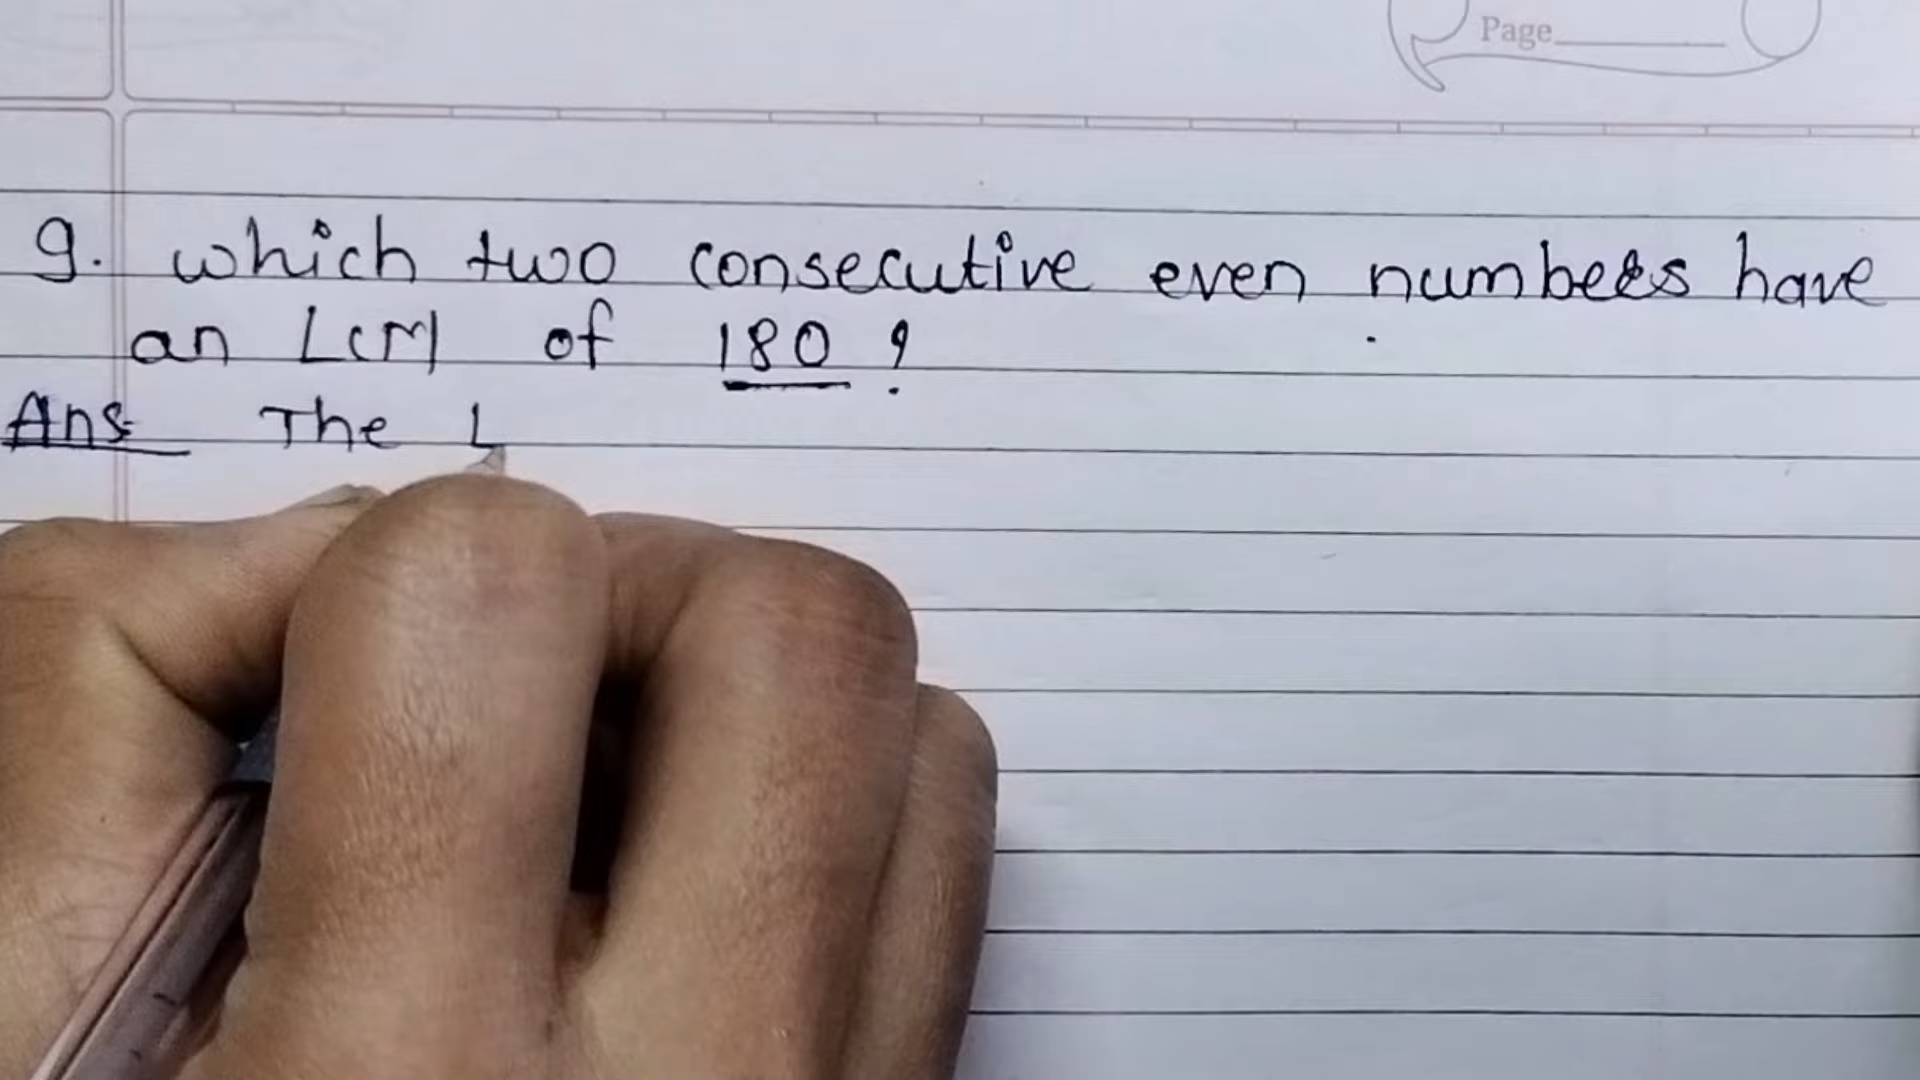 Page
9. which two consecutive even numbers have
an LCM of 180 ?
Ans The L